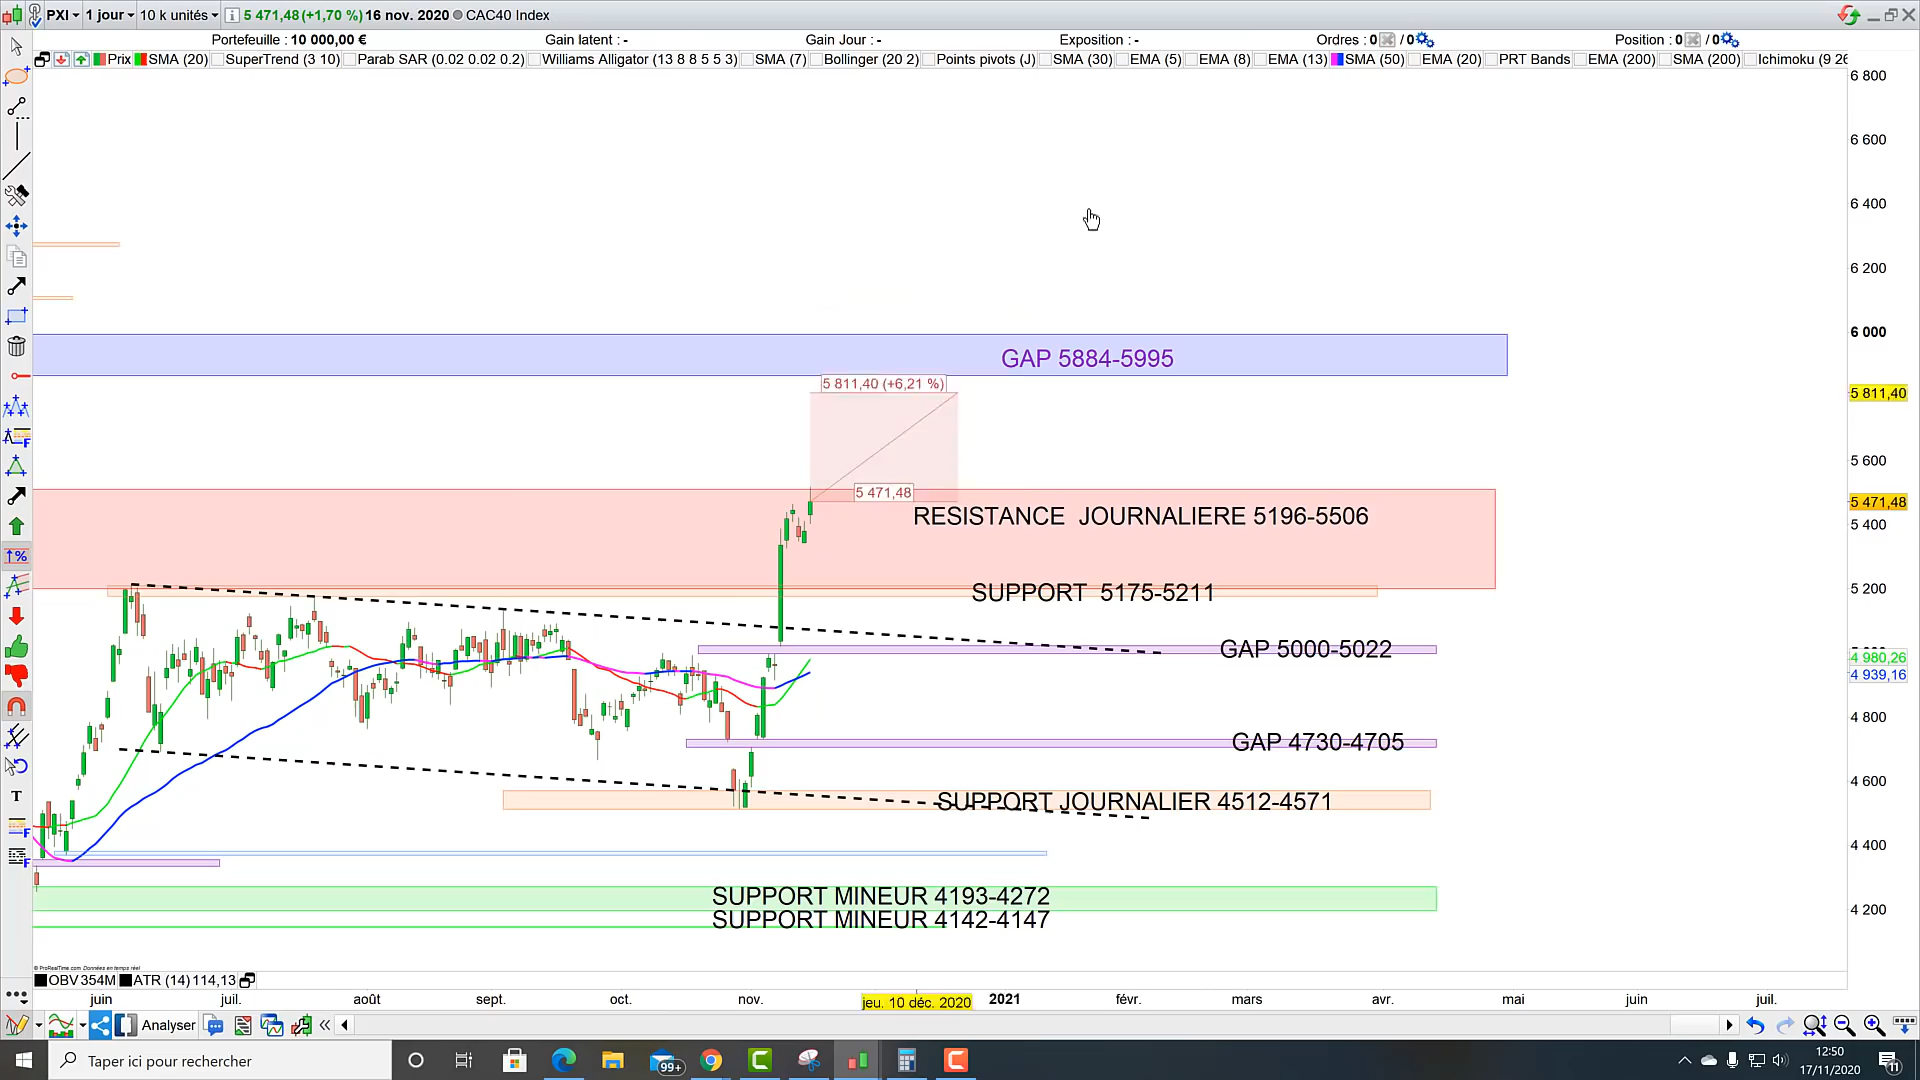 PXI 1 jour 10 k unités 5 471,48 (+1,70 %) 16 nov. 2020 CAC40 Index
Portefeuille : 10 000,00 € Gain latent : - Gain Jour : - Exposition : - Ordres : 0 / 0 Position : 0 / 0
Prix SMA (20) SuperTrend (3 10) Parab SAR (0.02 0.02 0.2) Williams Alligator (13 8 8 5 5 3) SMA (7) Bollinger (20 2) Points pivots (J) SMA (30) EMA (5) EMA (8) EMA (13) SMA (50) EMA (20) PRT Bands EMA (200) SMA (200) Ichimoku (9 26
6 800
6 600
6 400
6 200
6 000
GAP 5884-5995
5 811,40 (+6,21 %)
5 811,40
5 600
5 471,48
5 471,48
RESISTANCE JOURNALIERE 5196-5506
5 400
SUPPORT 5175-5211
5 200
GAP 5000-5022
4 980,26
4 939,16
4 800
GAP 4730-4705
4 600
SUPPORT JOURNALIER 4512-4571
4 400
SUPPORT MINEUR 4193-4272
4 200
SUPPORT MINEUR 4142-4147
© ProRealTime.com Données en temps réel
OBV 354M ATR (14) 114,13
juin juil. août sept. oct. nov. jeu. 10 déc. 2020 2021 févr. mars avr. mai juin juil.
Analyser
Taper ici pour rechercher
99+
12:50
17/11/2020
11